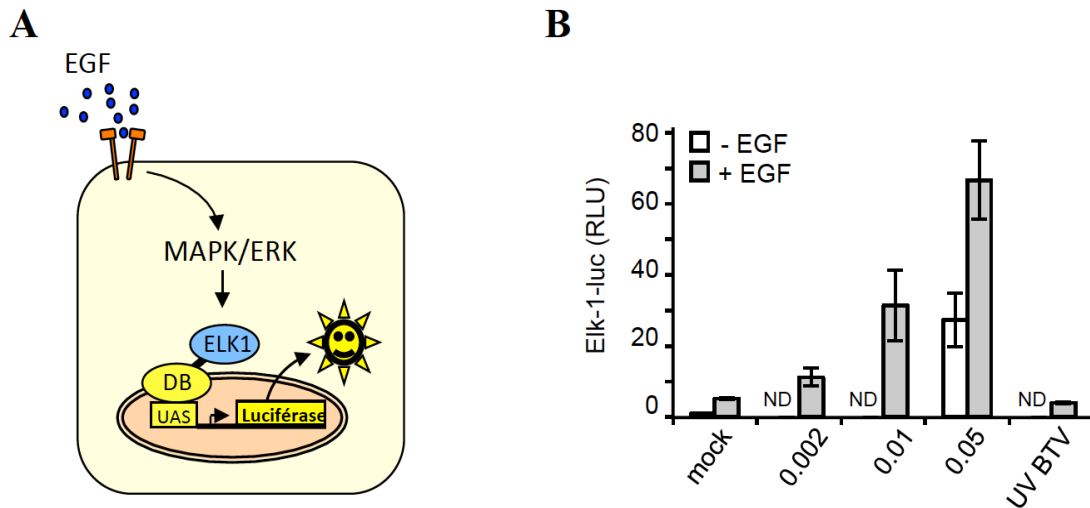 A
EGF
MAPK/ERK
ELK1
DB
UAS
Luciférase
B
Elk-1-luc (RLU)
80
60
40
20
0
- EGF
+ EGF
ND
ND
ND
mock
0.002
0.01
0.05
UV BTV